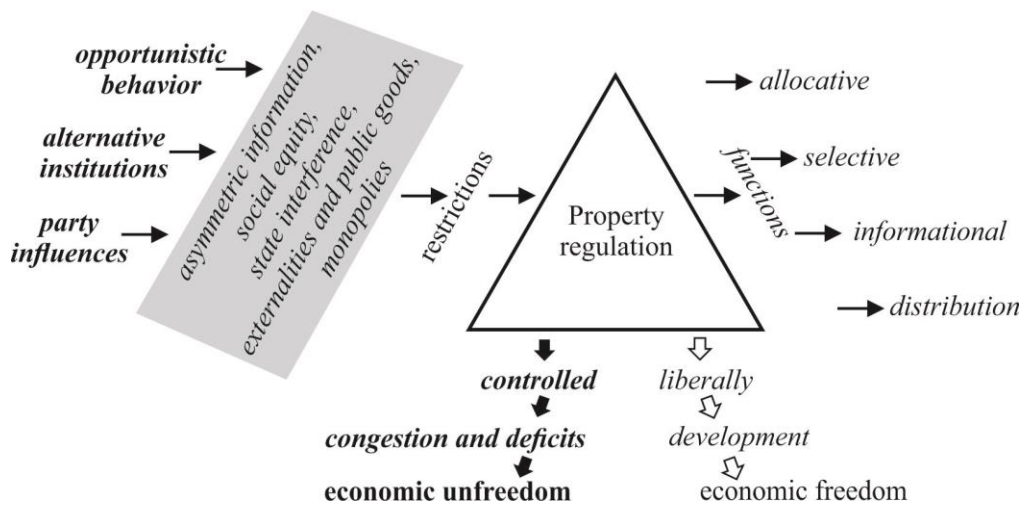 opportunistic
behavior
alternative
institutions
party
influences
asymmetric information,
social equity,
state interference,
externalities and public goods,
monopolies
restrictions
Property
regulation
functions
allocative
selective
informational
distribution
controlled
congestion and deficits
economic unfreedom
liberally
development
economic freedom